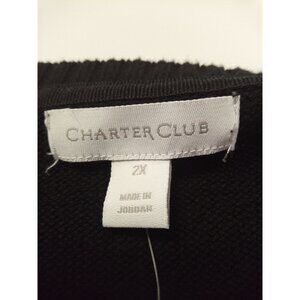 CHARTER CLUB
2X
MADE IN
JORDAN